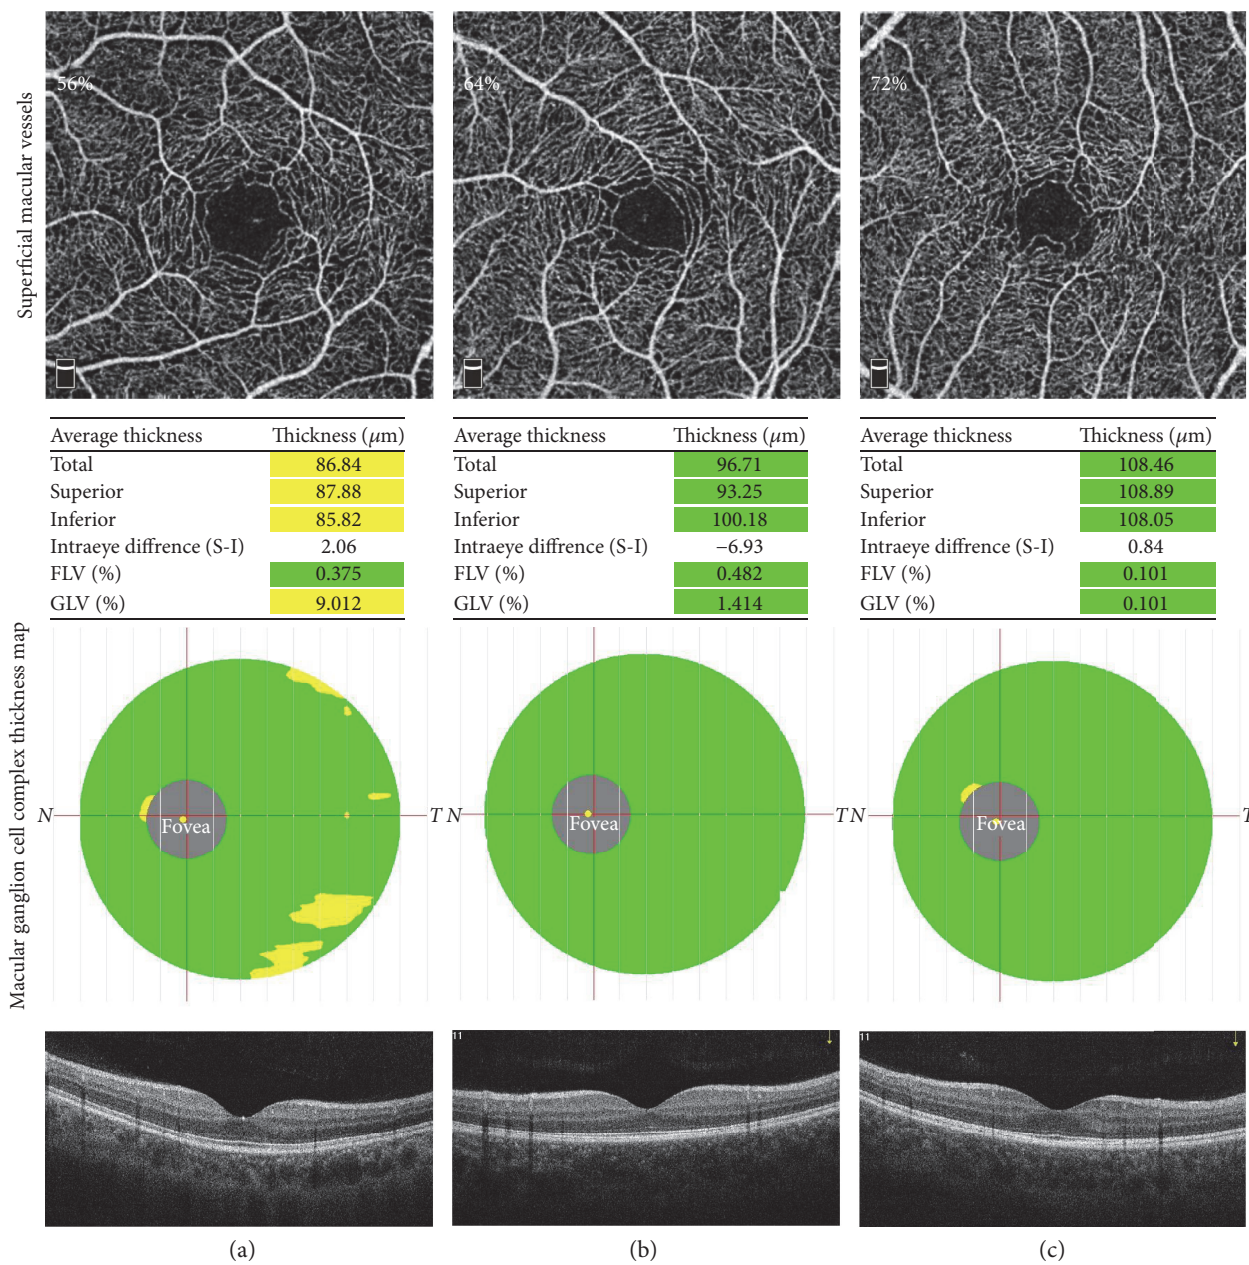 Superficial macular vessels
56%
64%
72%
Average thickness Thickness (μm)
Total 86.84
Superior 87.88
Inferior 85.82
Intraeye diffrence (S-I) 2.06
FLV (%) 0.375
GLV (%) 9.012
Average thickness Thickness (μm)
Total 96.71
Superior 93.25
Inferior 100.18
Intraeye diffrence (S-I) −6.93
FLV (%) 0.482
GLV (%) 1.414
Average thickness Thickness (μm)
Total 108.46
Superior 108.89
Inferior 108.05
Intraeye diffrence (S-I) 0.84
FLV (%) 0.101
GLV (%) 0.101
Macular ganglion cell complex thickness map
N Fovea T
N Fovea T
N Fovea T
11
11
(a)
(b)
(c)